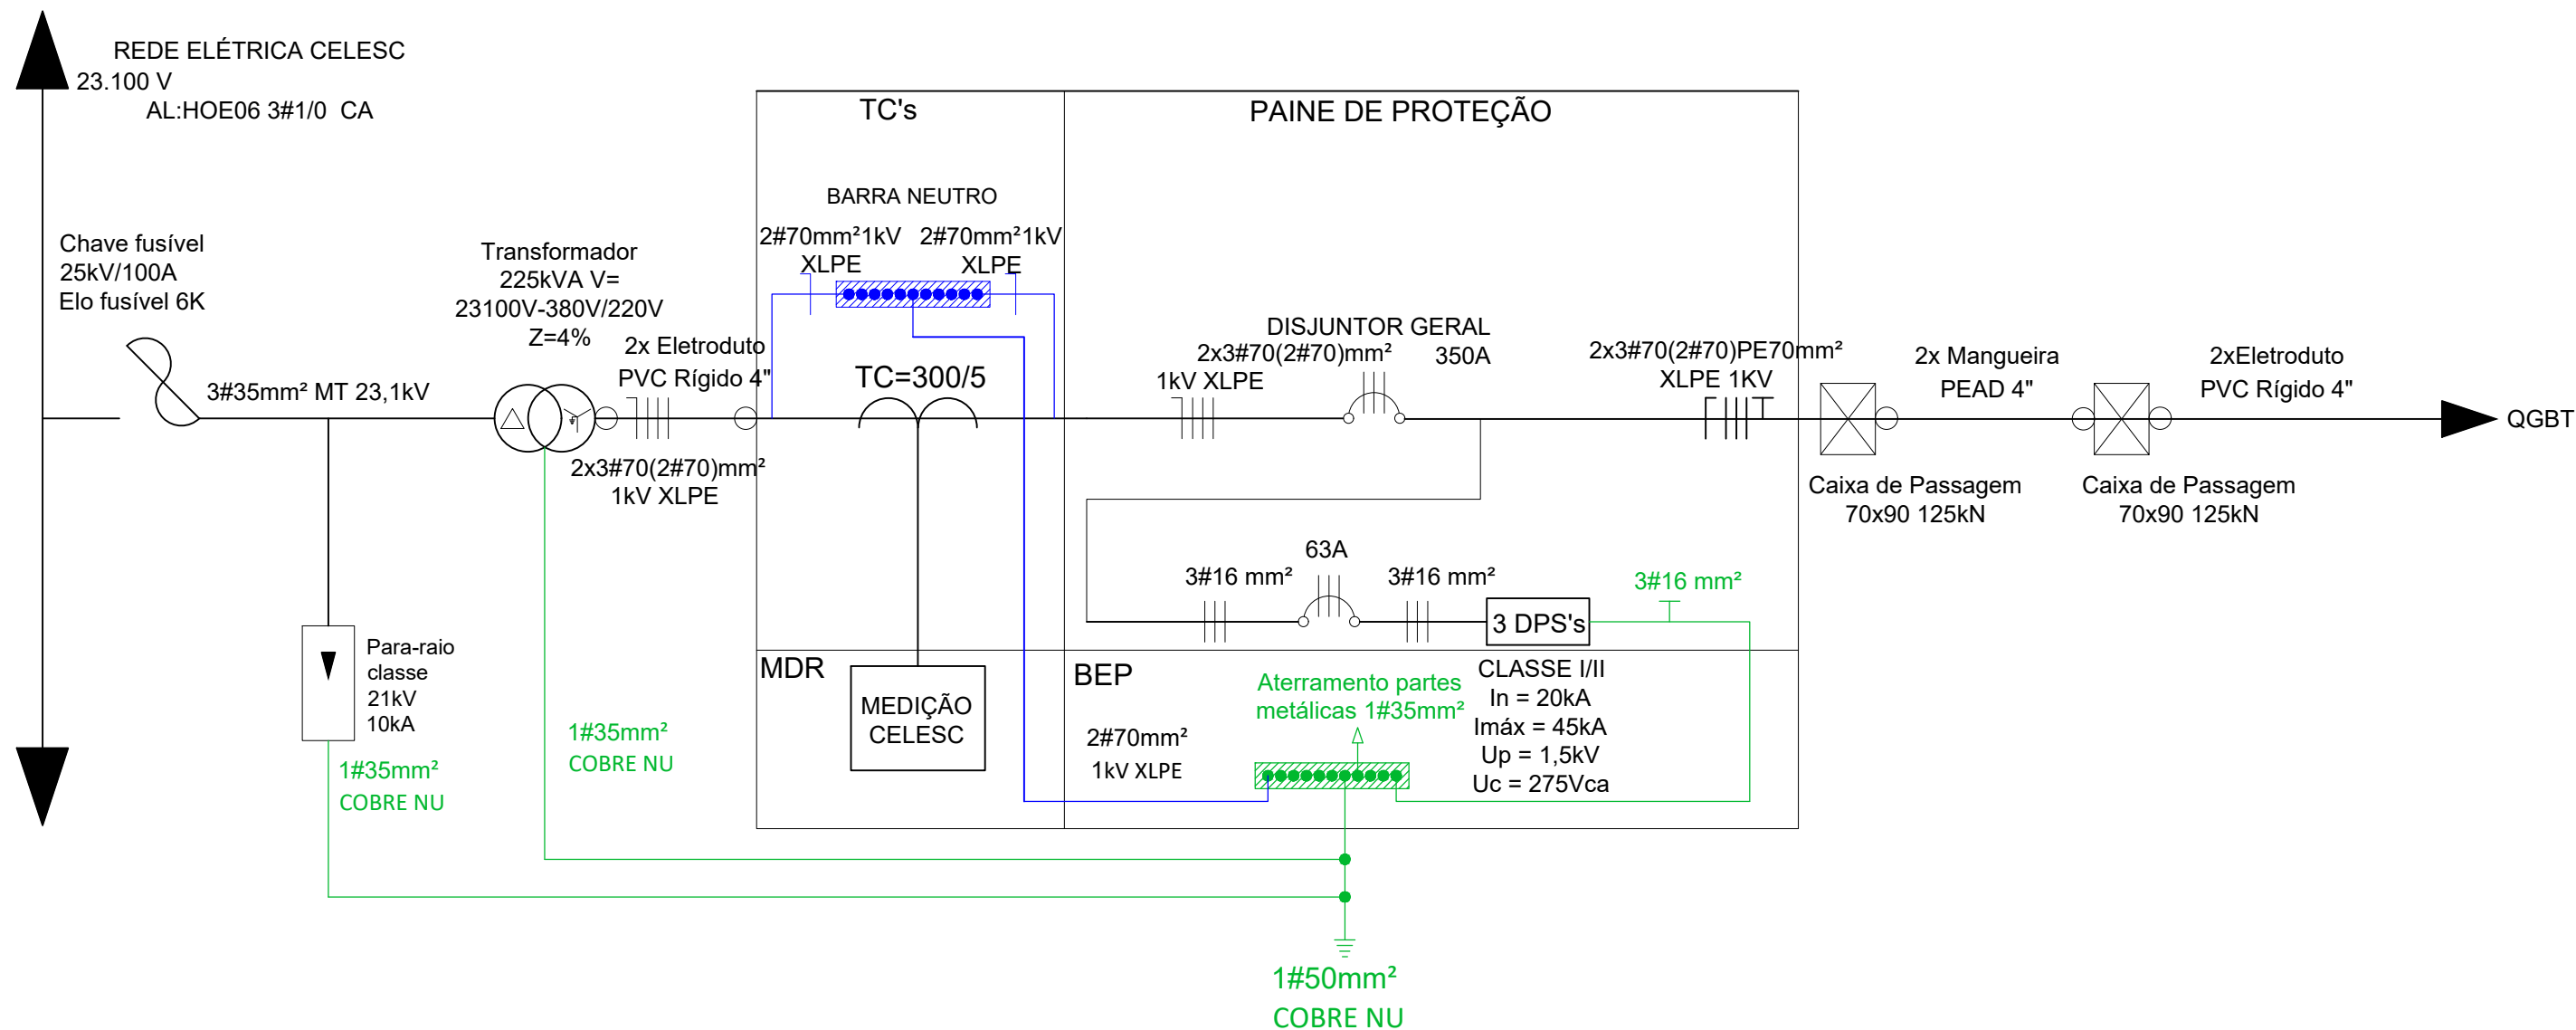 REDE ELÉTRICA CELESC
23.100 V
AL:HOE06 3#1/0 CA
Chave fusível
25kV/100A
Elo fusível 6K
3#35mm² MT 23,1kV
Transformador
225kVA V=
23100V-380V/220V
Z=4%
2x Eletroduto
PVC Rígido 4"
2x3#70(2#70)mm²
1kV XLPE
Para-raio
classe
21kV
10kA
1#35mm²
COBRE NU
1#35mm²
COBRE NU
TC's
BARRA NEUTRO
2#70mm²1kV
XLPE
2#70mm²1kV
XLPE
TC=300/5
MDR
MEDIÇÃO
CELESC
PAINE DE PROTEÇÃO
DISJUNTOR GERAL
350A
2x3#70(2#70)mm²
1kV XLPE
2x3#70(2#70)PE70mm²
XLPE 1KV
63A
3#16 mm²
3#16 mm²
3 DPS's
3#16 mm²
BEP
2#70mm²
1kV XLPE
Aterramento partes
metálicas 1#35mm²
CLASSE I/II
In = 20kA
Imáx = 45kA
Up = 1,5kV
Uc = 275Vca
1#50mm²
COBRE NU
Caixa de Passagem
70x90 125kN
2x Mangueira
PEAD 4"
Caixa de Passagem
70x90 125kN
2xEletroduto
PVC Rígido 4"
QGBT